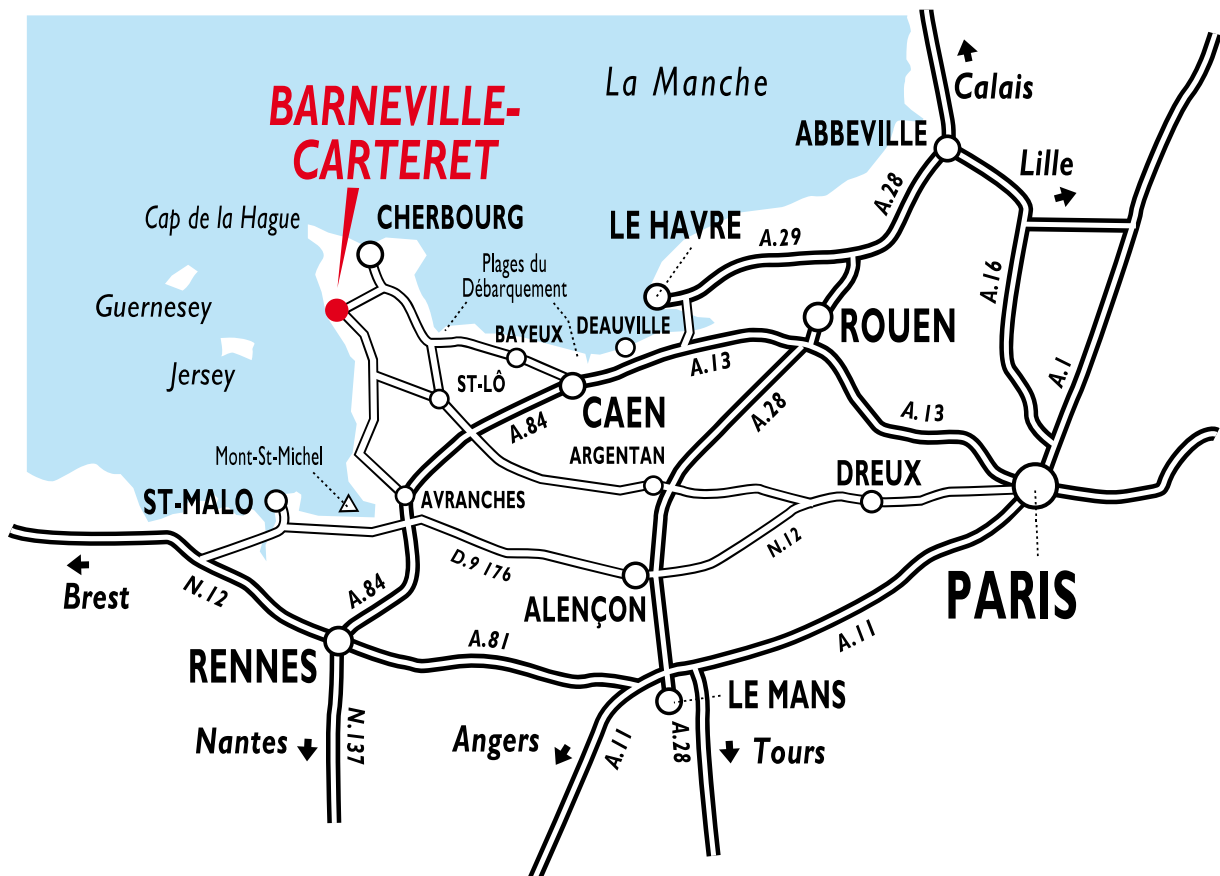 La Manche
Calais
BARNEVILLE-
CARTERET
ABBEVILLE
Lille
A.28
Cap de la Hague
CHERBOURG
LE HAVRE
A.29
A.16
Plages du
Débarquement
Guernesey
BAYEUX
DEAUVILLE
ROUEN
Jersey
ST-LÔ
A.13
A.1
CAEN
A.28
A.13
A.84
Mont-St-Michel
ARGENTAN
DREUX
ST-MALO
AVRANCHES
N.12
D.9 176
Brest
N.12
A.84
ALENÇON
PARIS
RENNES
A.81
A.11
LE MANS
Nantes
N.137
Angers
A.11
A.28
Tours